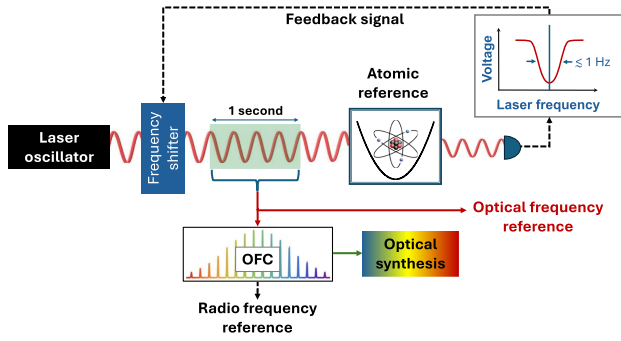 Feedback signal
Voltage
≲ 1 Hz
Laser frequency
Atomic
reference
1 second
Laser
oscillator
Frequency
shifter
Optical frequency
reference
OFC
Optical
synthesis
Radio frequency
reference